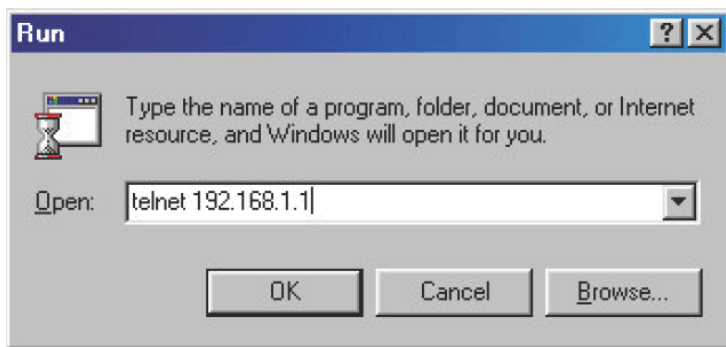 Run
Type the name of a program, folder, document, or Internet
resource, and Windows will open it for you.
Open: telnet 192.168.1.1
OK Cancel Browse...